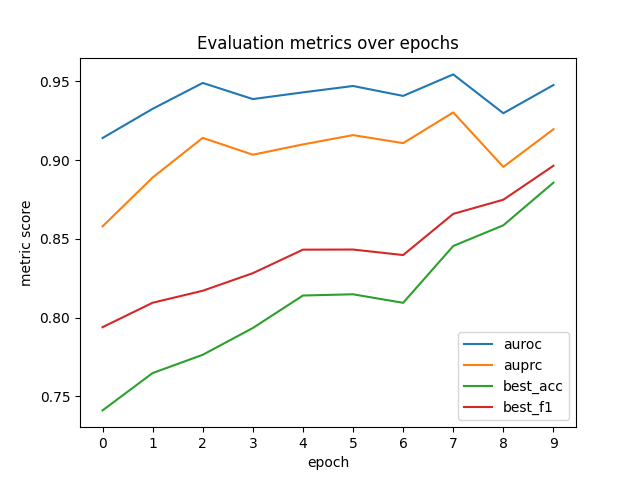 Evaluation metrics over epochs
metric score
0.95
0.90
0.85
0.80
0.75
auroc
auprc
best_acc
best_f1
0 1 2 3 4 5 6 7 8 9
epoch